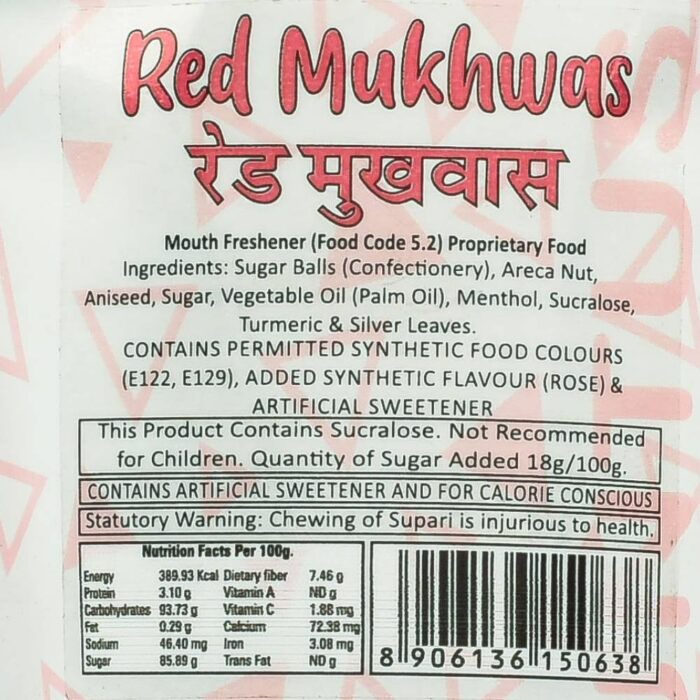 Red Mukhwas
रेड मुखवास
Mouth Freshener (Food Code 5.2) Proprietary Food
Ingredients: Sugar Balls (Confectionery), Areca Nut,
Aniseed, Sugar, Vegetable Oil (Palm Oil), Menthol, Sucralose,
Turmeric & Silver Leaves.
CONTAINS PERMITTED SYNTHETIC FOOD COLOURS
(E122, E129), ADDED SYNTHETIC FLAVOUR (ROSE) &
ARTIFICIAL SWEETENER
This Product Contains Sucralose. Not Recommended
for Children. Quantity of Sugar Added 18g/100g.
CONTAINS ARTIFICIAL SWEETENER AND FOR CALORIE CONSCIOUS
Statutory Warning: Chewing of Supari is injurious to health.
Nutrition Facts Per 100g.
Energy 389.93 Kcal Dietary fiber 7.46 g
Protein 3.10 g Vitamin A ND g
Carbohydrates 93.73 g Vitamin C 1.88 mg
Fat 0.29 g Calcium 72.38 mg
Sodium 46.40 mg Iron 3.08 mg
Sugar 85.89 g Trans Fat ND g
8 906136 150638